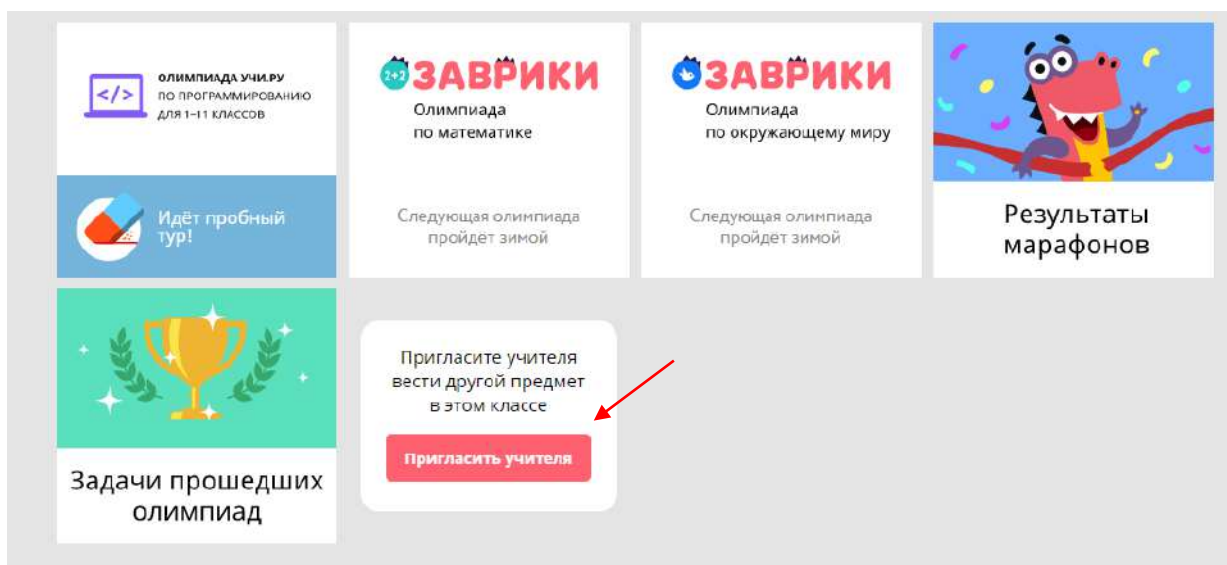 ОЛИМПИАДА УЧИ.РУ
ПО ПРОГРАММИРОВАНИЮ
ДЛЯ 1–11 КЛАССОВ
</>
Идёт пробный
тур!
2+2
ЗАВРИКИ
Олимпиада
по математике
Следующая олимпиада
пройдёт зимой
ЗАВРИКИ
Олимпиада
по окружающему миру
Следующая олимпиада
пройдёт зимой
Результаты
марафонов
Задачи прошедших
олимпиад
Пригласите учителя
вести другой предмет
в этом классе
Пригласить учителя